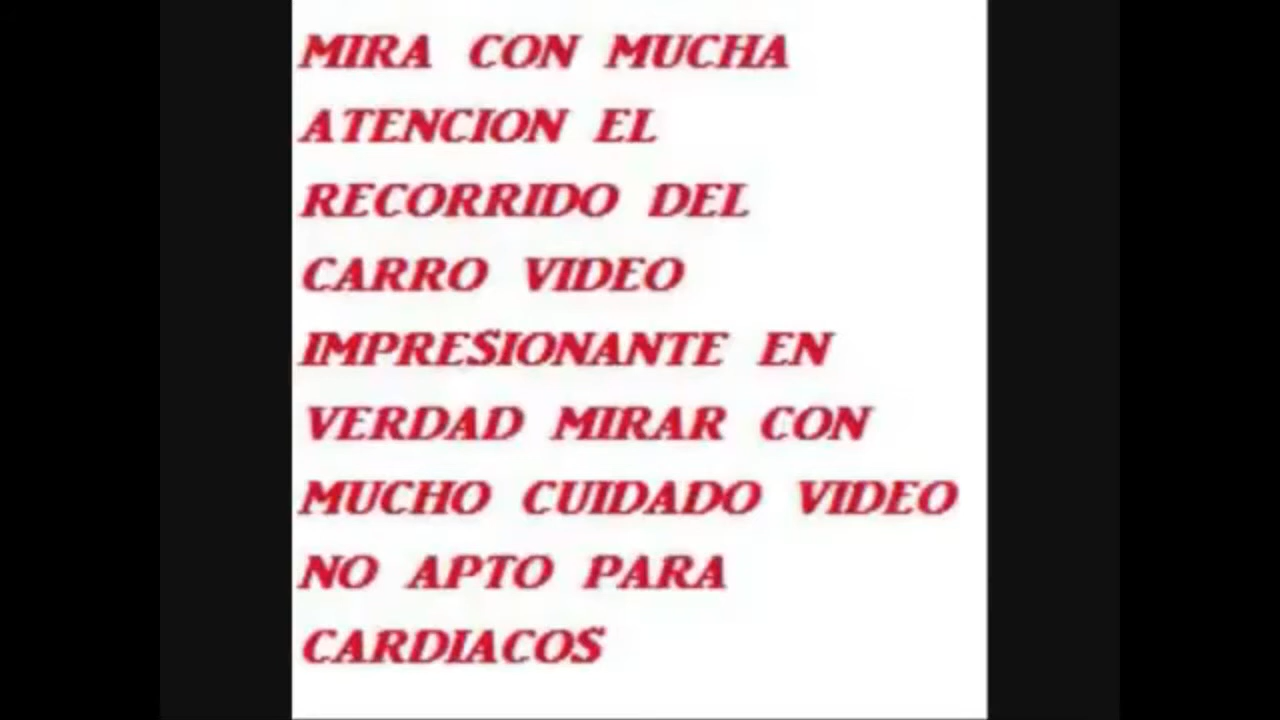 MIRA CON MUCHA
ATENCION EL
RECORRIDO DEL
CARRO VIDEO
IMPRESIONANTE EN
VERDAD MIRAR CON
MUCHO CUIDADO VIDEO
NO APTO PARA
CARDIACOS